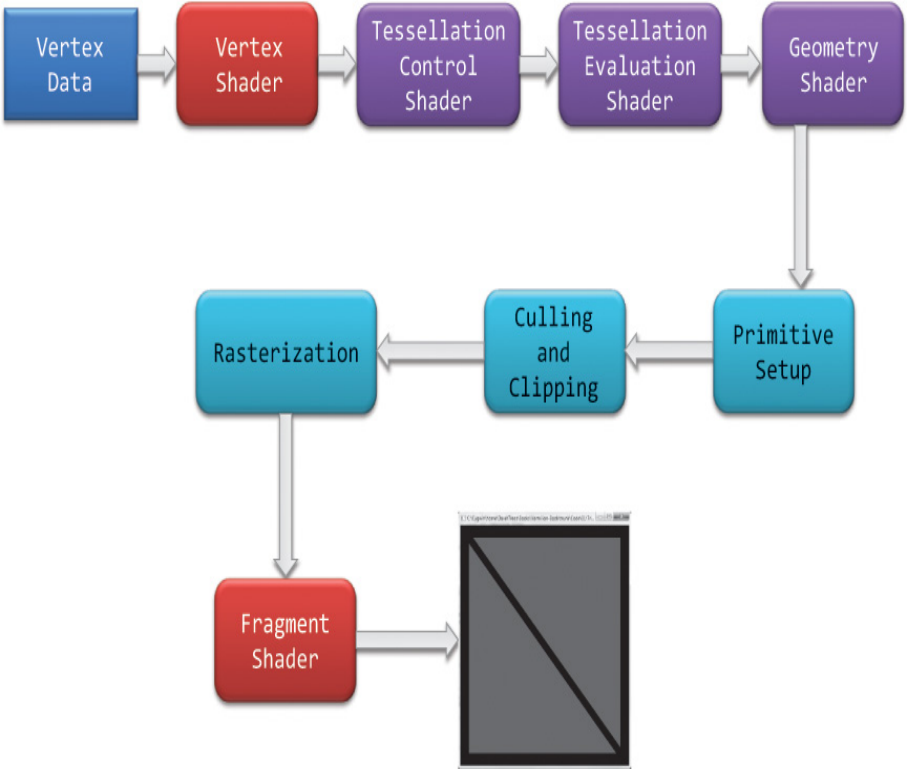 Vertex
Data
Vertex
Shader
Tessellation
Control
Shader
Tessellation
Evaluation
Shader
Geometry
Shader
Primitive
Setup
Culling
and
Clipping
Rasterization
Fragment
Shader